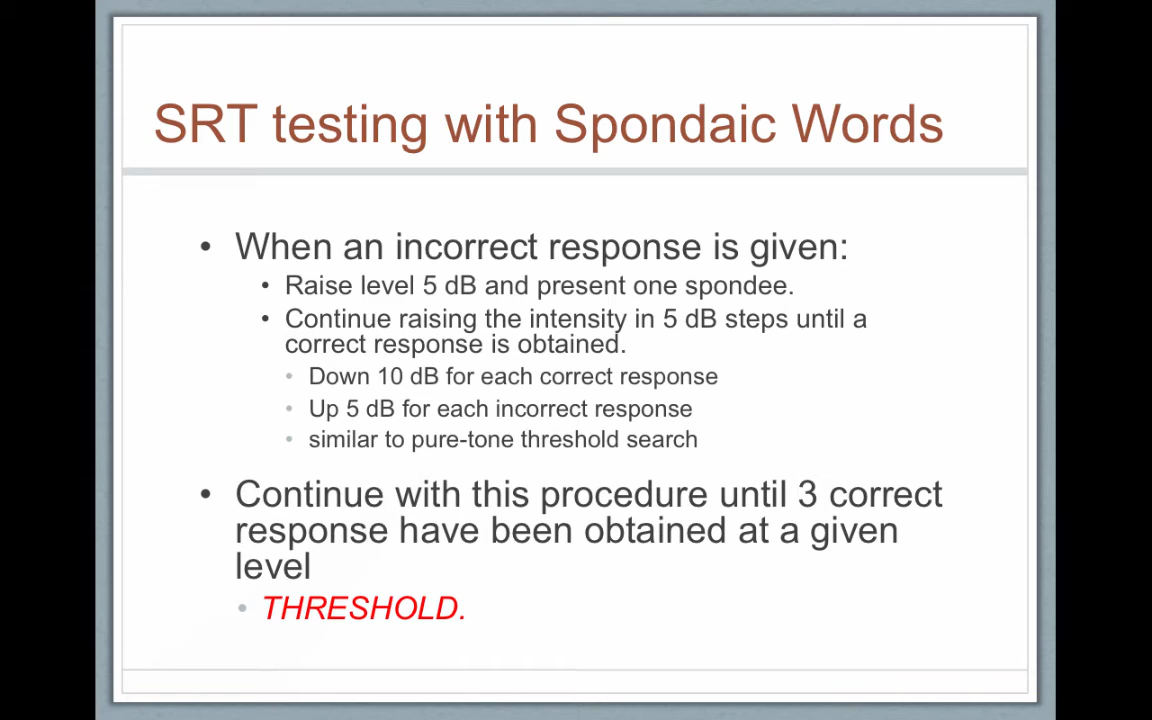 SRT testing with Spondaic Words
• When an incorrect response is given:
• Raise level 5 dB and present one spondee.
• Continue raising the intensity in 5 dB steps until a
correct response is obtained.
• Down 10 dB for each correct response
• Up 5 dB for each incorrect response
• similar to pure-tone threshold search
• Continue with this procedure until 3 correct
response have been obtained at a given
level
• THRESHOLD.